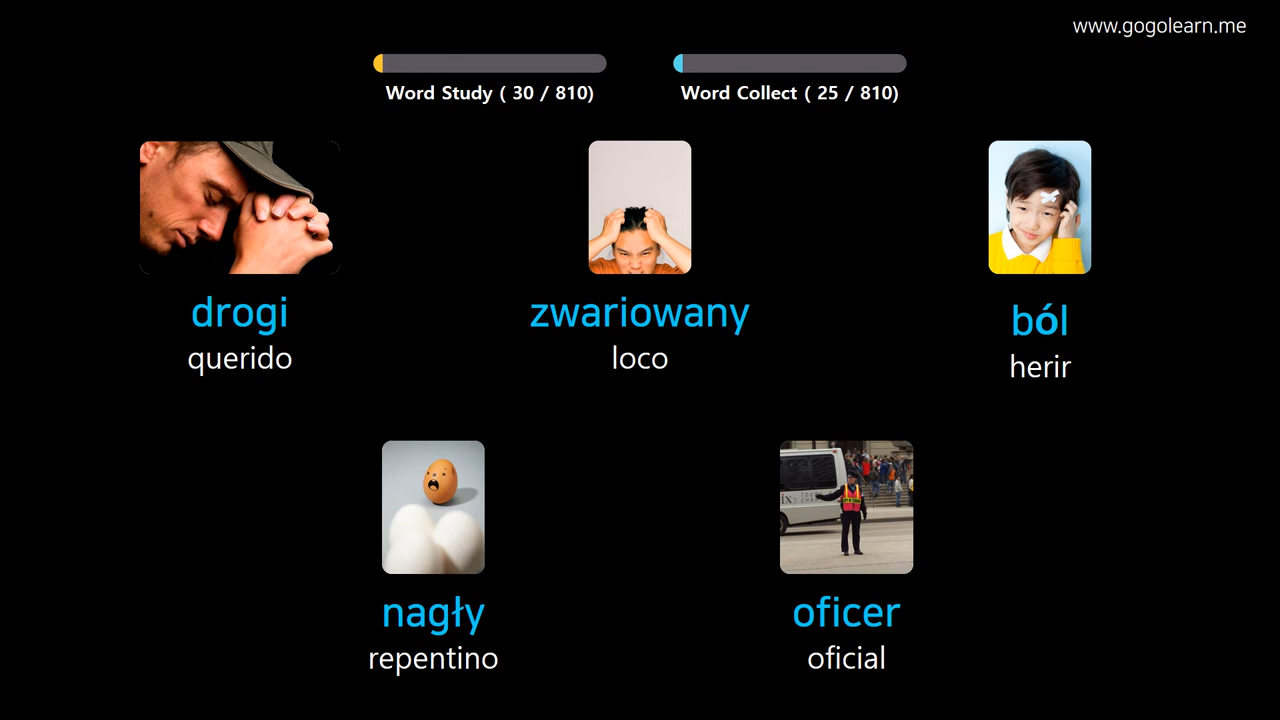 www.gogolearn.me
Word Study ( 30 / 810)
Word Collect ( 25 / 810)
drogi
querido
zwariowany
loco
ból
herir
nagły
repentino
oficer
oficial